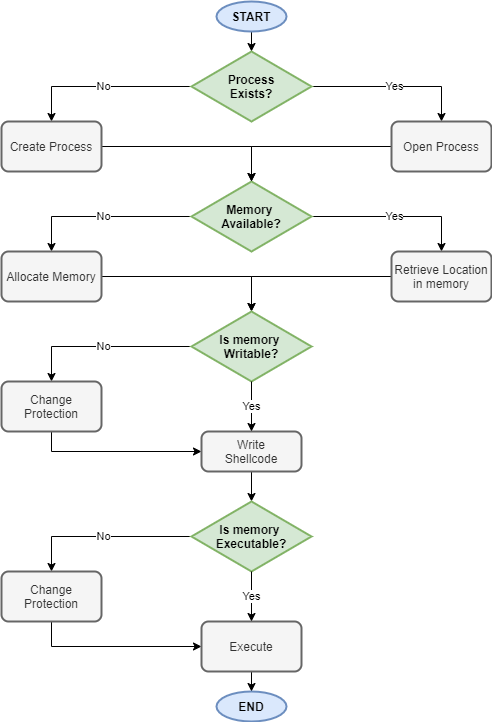 START
Process
Exists?
No
Yes
Create Process
Open Process
Memory
Available?
No
Yes
Allocate Memory
Retrieve Location
in memory
Is memory
Writable?
No
Yes
Change
Protection
Write
Shellcode
Is memory
Executable?
No
Yes
Change
Protection
Execute
END